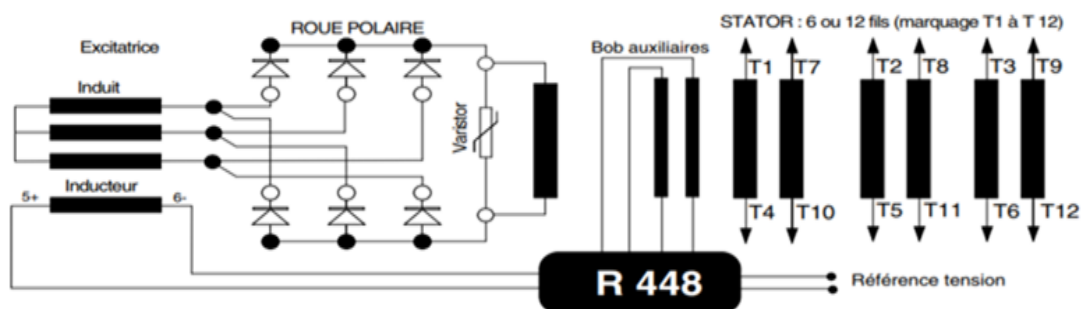 ROUE POLAIRE
STATOR : 6 ou 12 fils (marquage T1 à T 12)
Excitatrice
Bob auxiliaires
T1 T7 T2 T8 T3 T9
Induit
Varistor
Inducteur
5+ 6-
T4 T10 T5 T11 T6 T12
R 448
Référence tension